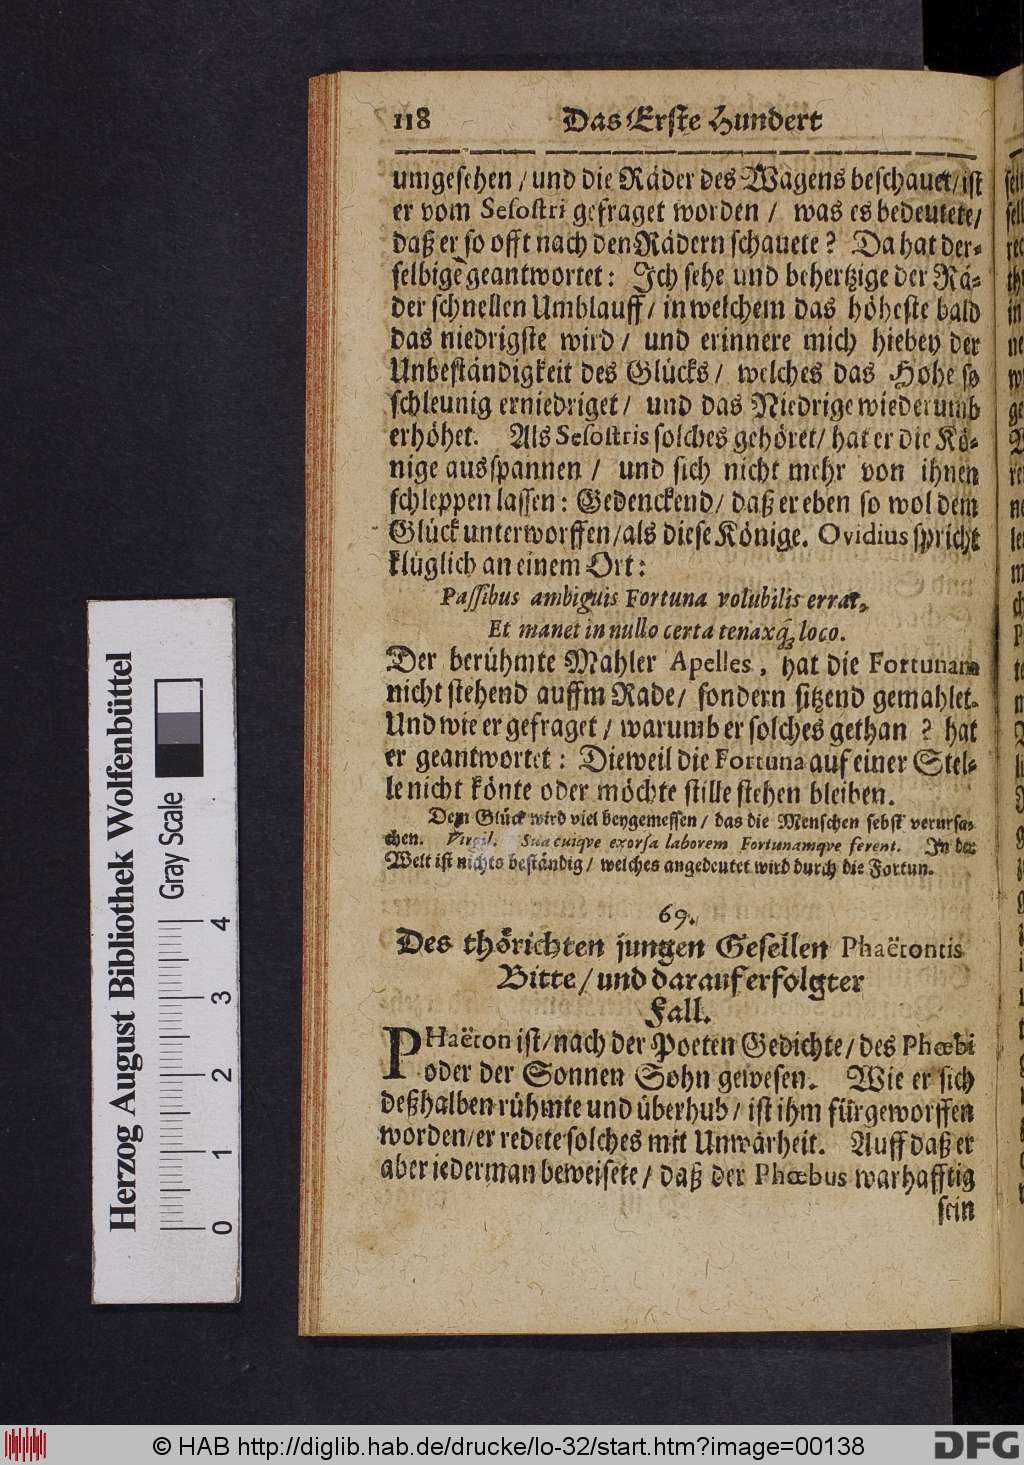 118 Das Erste Hundert
umgesehen / und die Räder des Wagens beschauet / ist
er vom Sesostri gefraget worden / was es bedeutete /
daß er so offt nach den Rädern schauete ? Da hat der-
selbige geantwortet : Ich sehe und behertzige der Rä-
der schnellen Umblauff / in welchem das höheste bald
das niedrigste wird / und erinnere mich hiebey der
Unbeständigkeit des Glücks / welches das Hohe so
schleunig erniedriget / und das Niedrige wiederumb
erhöhet. Als Sesostris solches gehöret / hat er die Kö-
nige ausspannen / und sich nicht mehr von ihnen
schleppen lassen : Gedenckend / daß er eben so wol dem
Glück unterworffen / als diese Könige. Ovidius spricht
klüglich an einem Ort :
Passibus ambiguis Fortuna volubilis errat,
Et manet in nullo certa tenaxq́; loco.
Der berühmte Mahler Apelles, hat die Fortunam
nicht stehend auffm Rade / sondern sitzend gemahlet.
Und wie er gefraget / warumb er solches gethan ? hat
er geantwortet : Dieweil die Fortuna auf einer Stel-
le nicht könte oder möchte stille stehen bleiben.
Dem Glück wird viel beygemessen / das die Menschen selbst verursa-
chen. Virgil. Sua cuiqve exorsa laborem Fortunamqve ferent. In der
Welt ist nichts beständig / welches angedeutet wird durch die Fortun.
69.
Des thörichten jungen Gesellen Phaëtontis
Bitte / und darauf erfolgter
Fall.
PHaëton ist / nach der Poeten Gedichte / des Phœbi
oder der Sonnen Sohn gewesen. Wie er sich
deßhalben rühmte und überhub / ist ihm fürgeworffen
worden / er redete solches mit Unwarheit. Auff daß er
aber iederman beweisete / daß der Phœbus warhafftig
sein
Herzog August Bibliothek Wolfenbüttel
Gray Scale
0 1 2 3 4
© HAB http://diglib.hab.de/drucke/lo-32/start.htm?image=00138
DFG